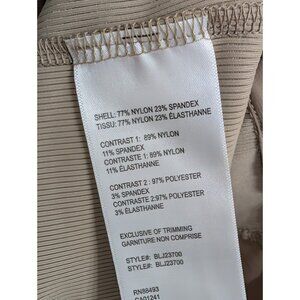 SHELL: 77% NYLON 23% SPANDEX
TISSU: 77% NYLON 23% ÉLASTHANNE
CONTRAST 1: 89% NYLON
11% SPANDEX
CONTRASTE 1: 89% NYLON
11% ÉLASTHANNE
CONTRAST 2 : 97% POLYESTER
3% SPANDEX
CONTRASTE 2:97% POLYESTER
3% ÉLASTHANNE
EXCLUSIVE OF TRIMMING
GARNITURE NON COMPRISE
STYLE#: BLJ23700
STYLE#: BLJ23700
RN88493
CA01241